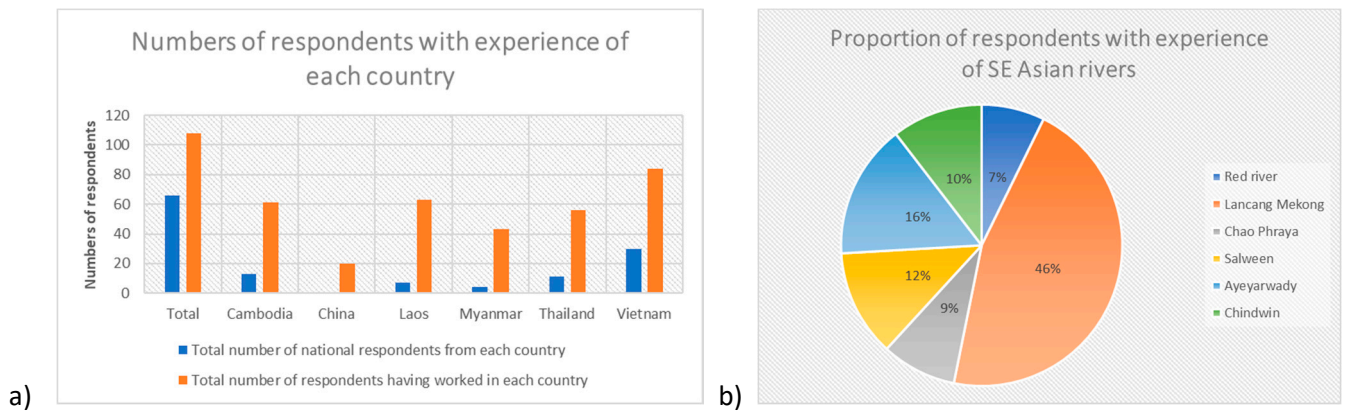 Numbers of respondents with experience of
each country
Numbers of respondents
120
100
80
60
40
20
0
Total Cambodia China Laos Myanmar Thailand Vietnam
Total number of national respondents from each country
Total number of respondents having worked in each country
a)
Proportion of respondents with experience
of SE Asian rivers
10%
7%
16%
46%
12%
9%
Red river
Lancang Mekong
Chao Phraya
Salween
Ayeyarwady
Chindwin
b)